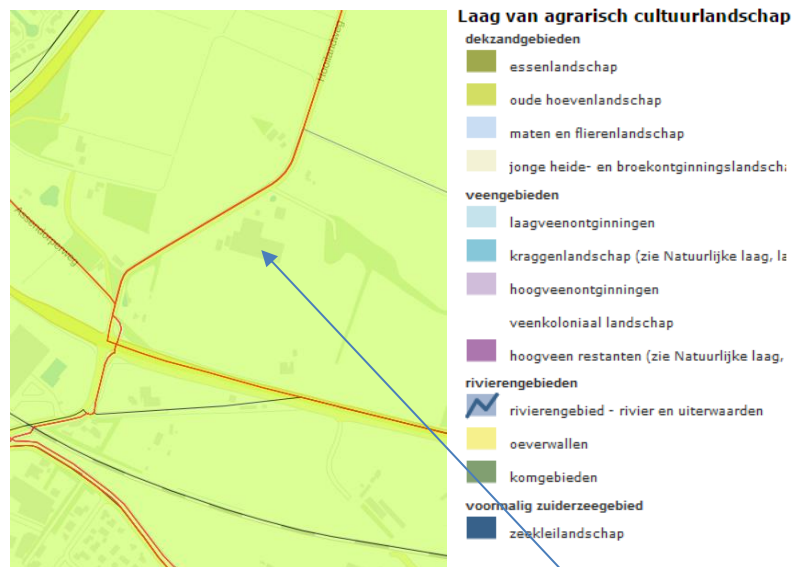 Laag van agrarisch cultuurlandschap
dekzandgebieden
essenlandschap
oude hoevenlandschap
maten en flierenlandschap
jonge heide- en broekontginningslandscha
veengebieden
laagveenontginningen
kraggenlandschap (zie Natuurlijke laag, la
hoogveenontginningen
veenkoloniaal landschap
hoogveen restanten (zie Natuurlijke laag,
rivierengebieden
rivierengebied - rivier en uiterwaarden
oeverwallen
komgebieden
voormalig zuiderzeegebied
zeekleilandschap